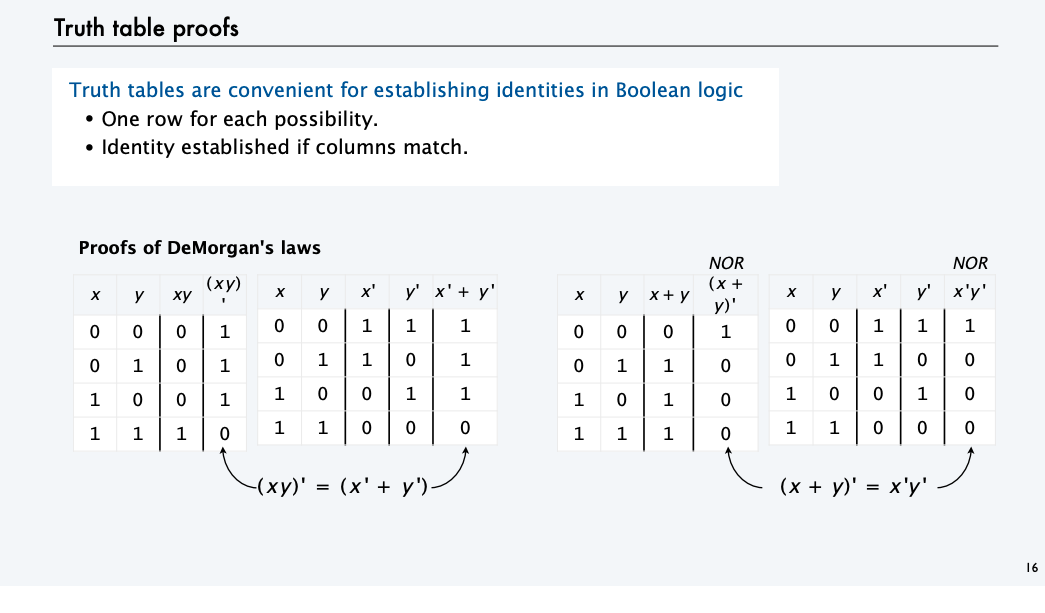 Truth table proofs
Truth tables are convenient for establishing identities in Boolean logic
• One row for each possibility.
• Identity established if columns match.
Proofs of DeMorgan's laws
x y xy (xy)'
0 0 0 1
0 1 0 1
1 0 0 1
1 1 1 0
x y x' y' x' + y'
0 0 1 1 1
0 1 1 0 1
1 0 0 1 1
1 1 0 0 0
(xy)' = (x' + y')
NOR
x y x + y (x + y)'
0 0 0 1
0 1 1 0
1 0 1 0
1 1 1 0
NOR
x y x' y' x'y'
0 0 1 1 1
0 1 1 0 0
1 0 0 1 0
1 1 0 0 0
(x + y)' = x'y'
16